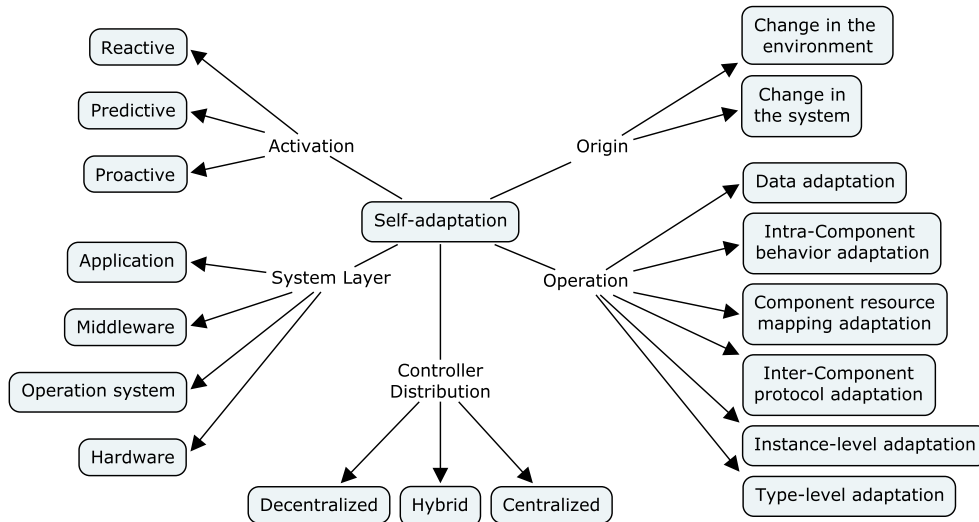 Reactive
Predictive
Proactive
Activation
Change in the
environment
Change in
the system
Origin
Self-adaptation
Application
Middleware
Operation system
Hardware
System Layer
Controller
Distribution
Decentralized
Hybrid
Centralized
Operation
Data adaptation
Intra-Component
behavior adaptation
Component resource
mapping adaptation
Inter-Component
protocol adaptation
Instance-level adaptation
Type-level adaptation